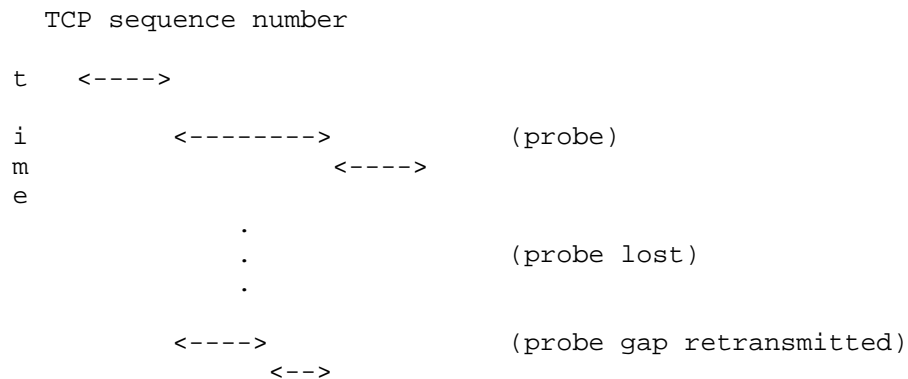 TCP sequence number
t <---->
i <--------> (probe)
m <---->
e
.
. (probe lost)
.
<----> (probe gap retransmitted)
<-->